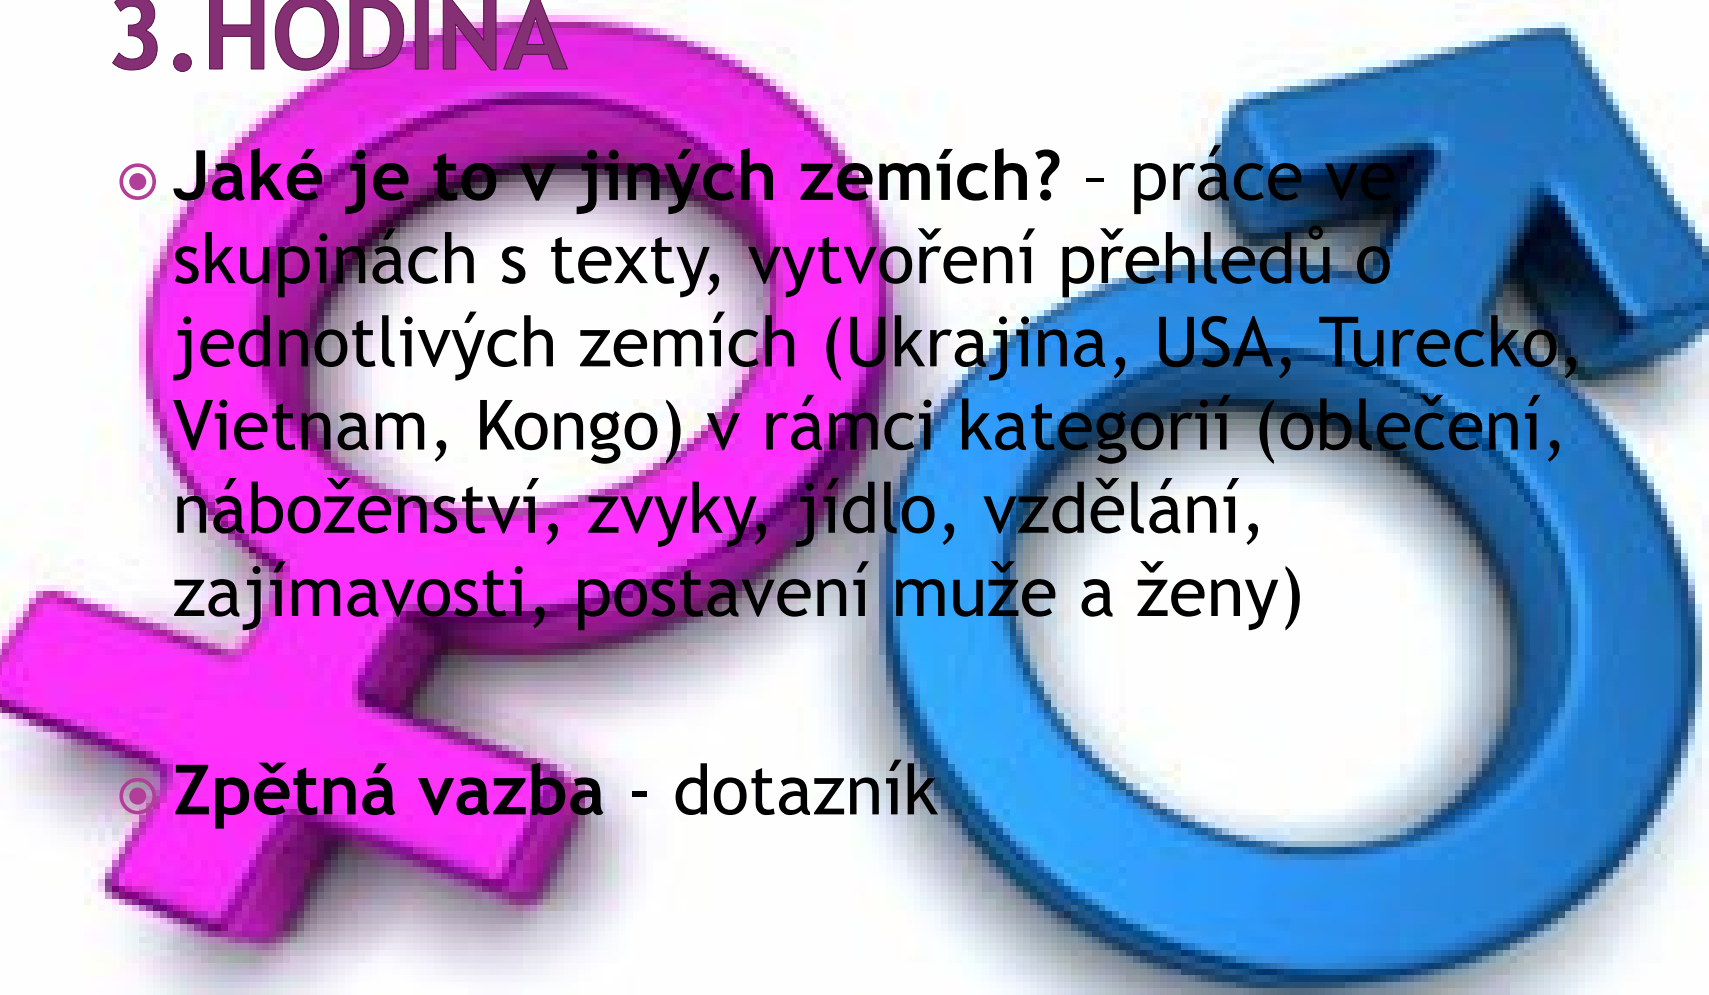 3.HODINA
Jaké je to v jiných zemích? – práce ve
skupinách s texty, vytvoření přehledů o
jednotlivých zemích (Ukrajina, USA, Turecko,
Vietnam, Kongo) v rámci kategorií (oblečení,
náboženství, zvyky, jídlo, vzdělání,
zajímavosti, postavení muže a ženy)
Zpětná vazba - dotazník